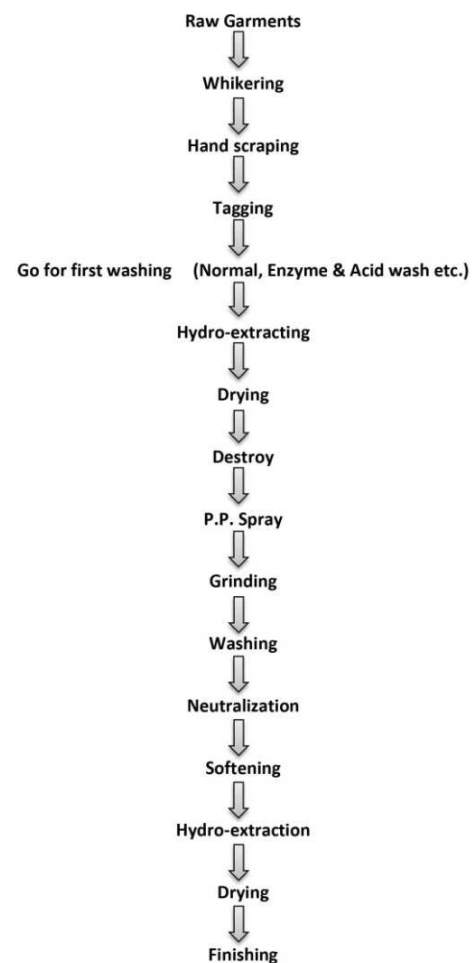 Raw Garments
Whikering
Hand scraping
Tagging
Go for first washing (Normal, Enzyme & Acid wash etc.)
Hydro-extracting
Drying
Destroy
P.P. Spray
Grinding
Washing
Neutralization
Softening
Hydro-extraction
Drying
Finishing